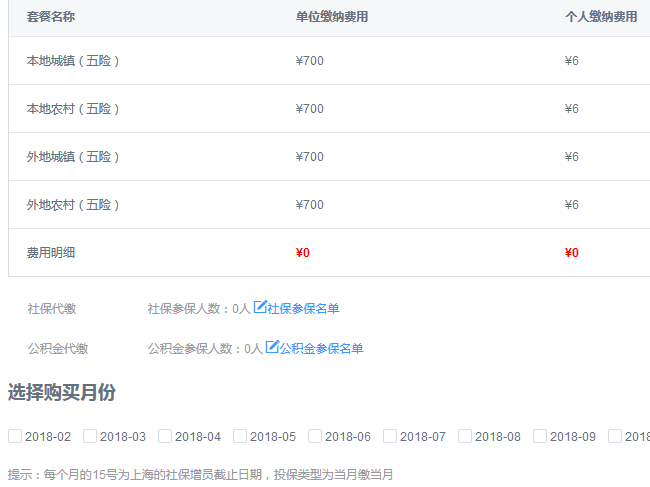 套餐名称 单位缴纳费用 个人缴纳费用
本地城镇（五险） ¥700 ¥6
本地农村（五险） ¥700 ¥6
外地城镇（五险） ¥700 ¥6
外地农村（五险） ¥700 ¥6
费用明细 ¥0 ¥0
社保代缴 社保参保人数：0人 社保参保名单
公积金代缴 公积金参保人数：0人 公积金参保名单
选择购买月份
2018-02 2018-03 2018-04 2018-05 2018-06 2018-07 2018-08 2018-09 2018
提示：每个月的15号为上海的社保增员截止日期，投保类型为当月缴当月